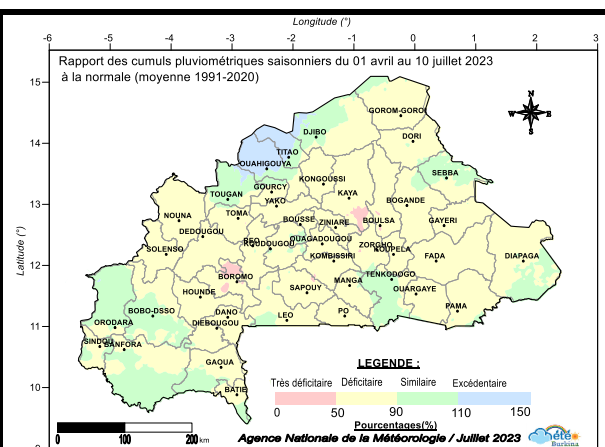 Longitude (°)
-6 -5 -4 -3 -2 -1 0 1 2 3
Rapport des cumuls pluviométriques saisonniers du 01 avril au 10 juillet 2023
à la normale (moyenne 1991-2020)
15
14
13
12
11
10
Latitude (°)
N
W E
S
GOROM-GOROM
DJIBO
DORI
TITAO
OUAHIGOUYA
KONGOUSSI
SEBBA
TOUGAN
GOURCY
YAKO
KAYA
BOGANDE
NOUNA
TOMA
BOUSSE
ZINIARE
BOULSA
GAYERI
DEDOUGOU
REO
KOUDOUGOU
OUAGADOUGOU
ZORGHO
KOUPELA
SOLENSO
KOMBISSIRI
FADA
DIAPAGA
BOROMO
TENKODOGO
MANGA
HOUNDE
SAPOUY
OUARGAYE
BOBO-DSSO
DANO
LEO
PO
PAMA
ORODARA
DIEBOUGOU
SINDOU
BANFORA
GAOUA
BATIE
LEGENDE :
Très déficitaire Déficitaire Similaire Excédentaire
0 50 90 110 150
Pourcentages(%)
0 100 200 km
Agence Nationale de la Météorologie / Juillet 2023
météo
Burkina